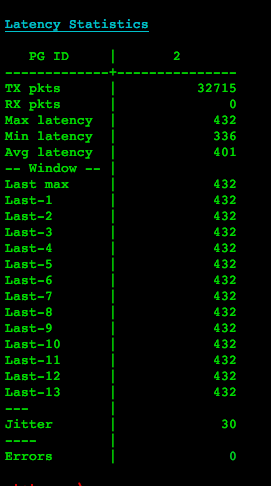 Latency Statistics
PG ID | 2
-------------+---------------
TX pkts | 32715
RX pkts | 0
Max latency | 432
Min latency | 336
Avg latency | 401
-- Window -- |
Last max | 432
Last-1 | 432
Last-2 | 432
Last-3 | 432
Last-4 | 432
Last-5 | 432
Last-6 | 432
Last-7 | 432
Last-8 | 432
Last-9 | 432
Last-10 | 432
Last-11 | 432
Last-12 | 432
Last-13 | 432
--- |
Jitter | 30
---- |
Errors | 0